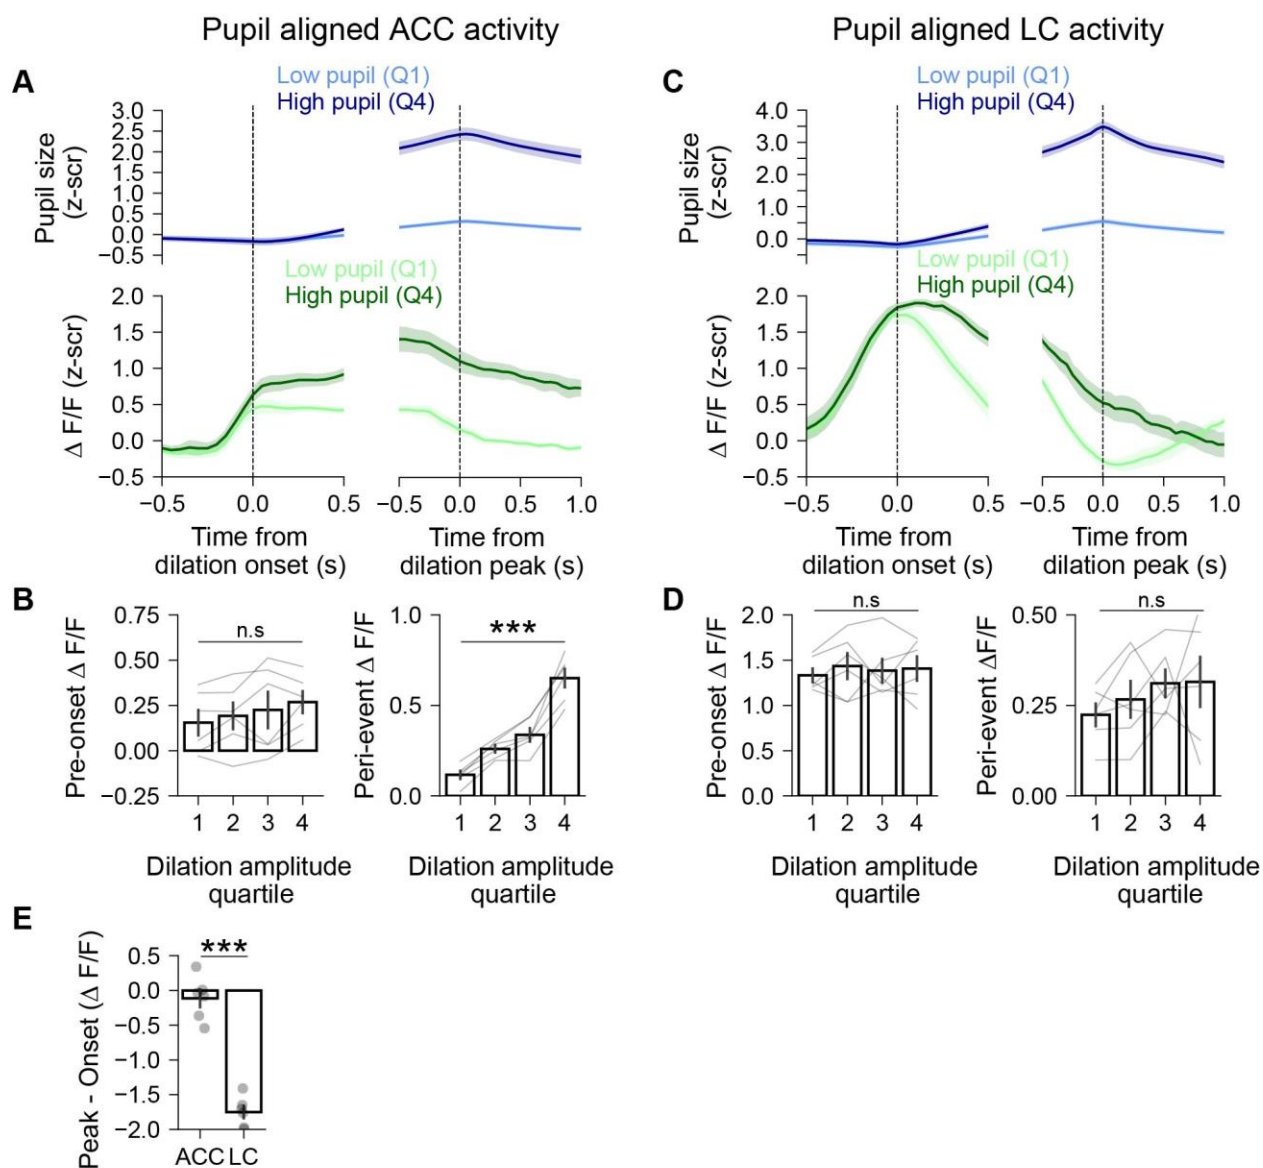 Pupil aligned ACC activity
Pupil aligned LC activity
A
Low pupil (Q1)
High pupil (Q4)
Pupil size
(z-scr)
3.0
2.5
2.0
1.5
1.0
0.5
0.0
−0.5
Low pupil (Q1)
High pupil (Q4)
Δ F/F (z-scr)
2.0
1.5
1.0
0.5
0.0
−0.5
−0.5 0.0 0.5
−0.5 0.0 0.5 1.0
Time from
dilation onset (s)
Time from
dilation peak (s)
C
Low pupil (Q1)
High pupil (Q4)
Pupil size
(z-scr)
4.0
3.0
2.0
1.0
0.0
Low pupil (Q1)
High pupil (Q4)
Δ F/F (z-scr)
2.0
1.5
1.0
0.5
0.0
−0.5
−0.5 0.0 0.5
−0.5 0.0 0.5 1.0
Time from
dilation onset (s)
Time from
dilation peak (s)
B
Pre-onset Δ F/F
0.75
0.50
0.25
0.00
−0.25
n.s
1 2 3 4
Dilation amplitude
quartile
Peri-event Δ F/F
1.0
0.5
0.0
***
1 2 3 4
Dilation amplitude
quartile
D
Pre-onset Δ F/F
2.0
1.5
1.0
0.5
0.0
n.s
1 2 3 4
Dilation amplitude
quartile
Peri-event ΔF/F
0.50
0.25
0.00
n.s
1 2 3 4
Dilation amplitude
quartile
E
Peak - Onset (Δ F/F)
0.5
0.0
−0.5
−1.0
−1.5
−2.0
***
ACC LC